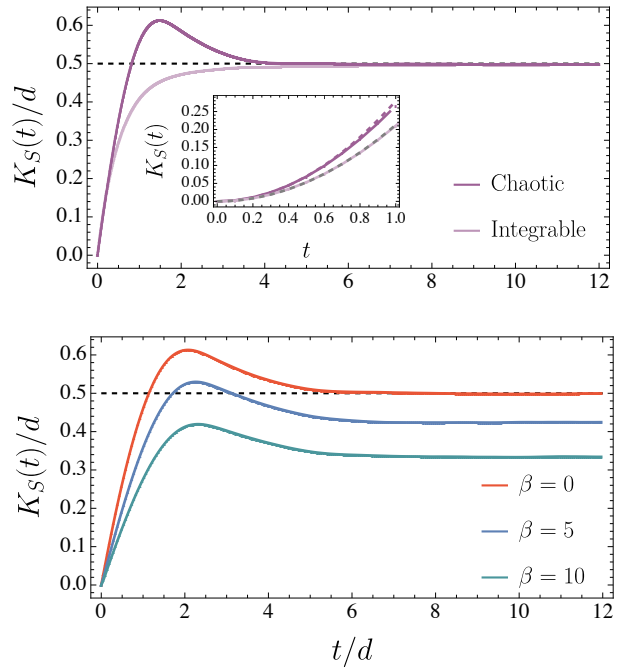 K_S(t)/d
0.6
0.5
0.4
0.3
0.2
0.1
0.0
0 2 4 6 8 10 12
K_S(t)
0.25
0.20
0.15
0.10
0.05
0.00
0.0 0.2 0.4 0.6 0.8 1.0
t
Chaotic
Integrable
K_S(t)/d
0.6
0.5
0.4
0.3
0.2
0.1
0.0
β = 0
β = 5
β = 10
0 2 4 6 8 10 12
t/d